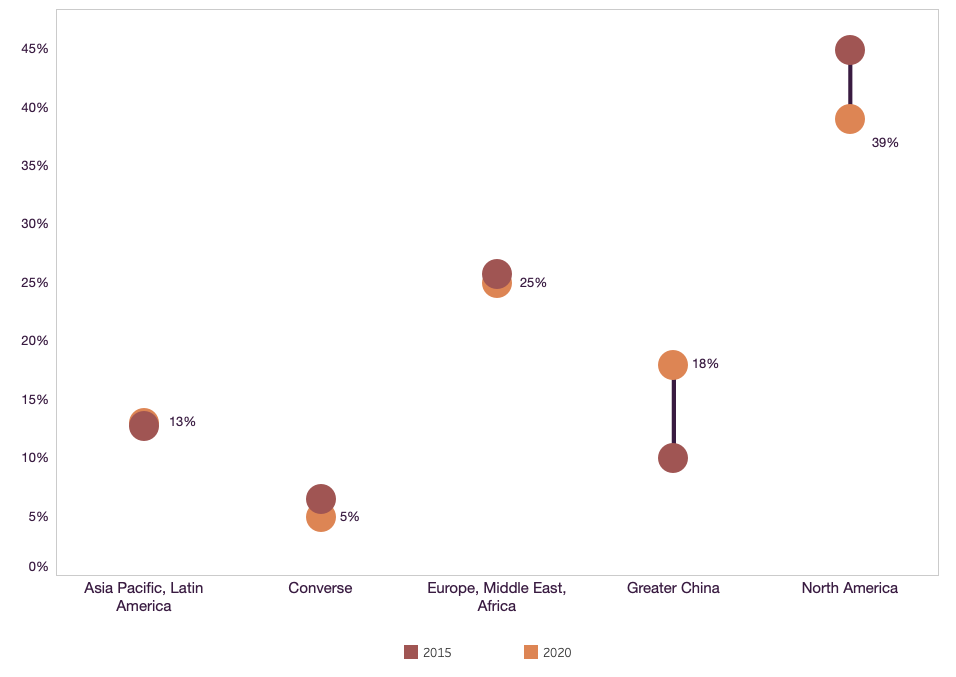 45%
40%
39%
35%
30%
25%
25%
20%
18%
15%
13%
10%
5%
5%
0%
Asia Pacific, Latin
America
Converse
Europe, Middle East,
Africa
Greater China
North America
2015
2020